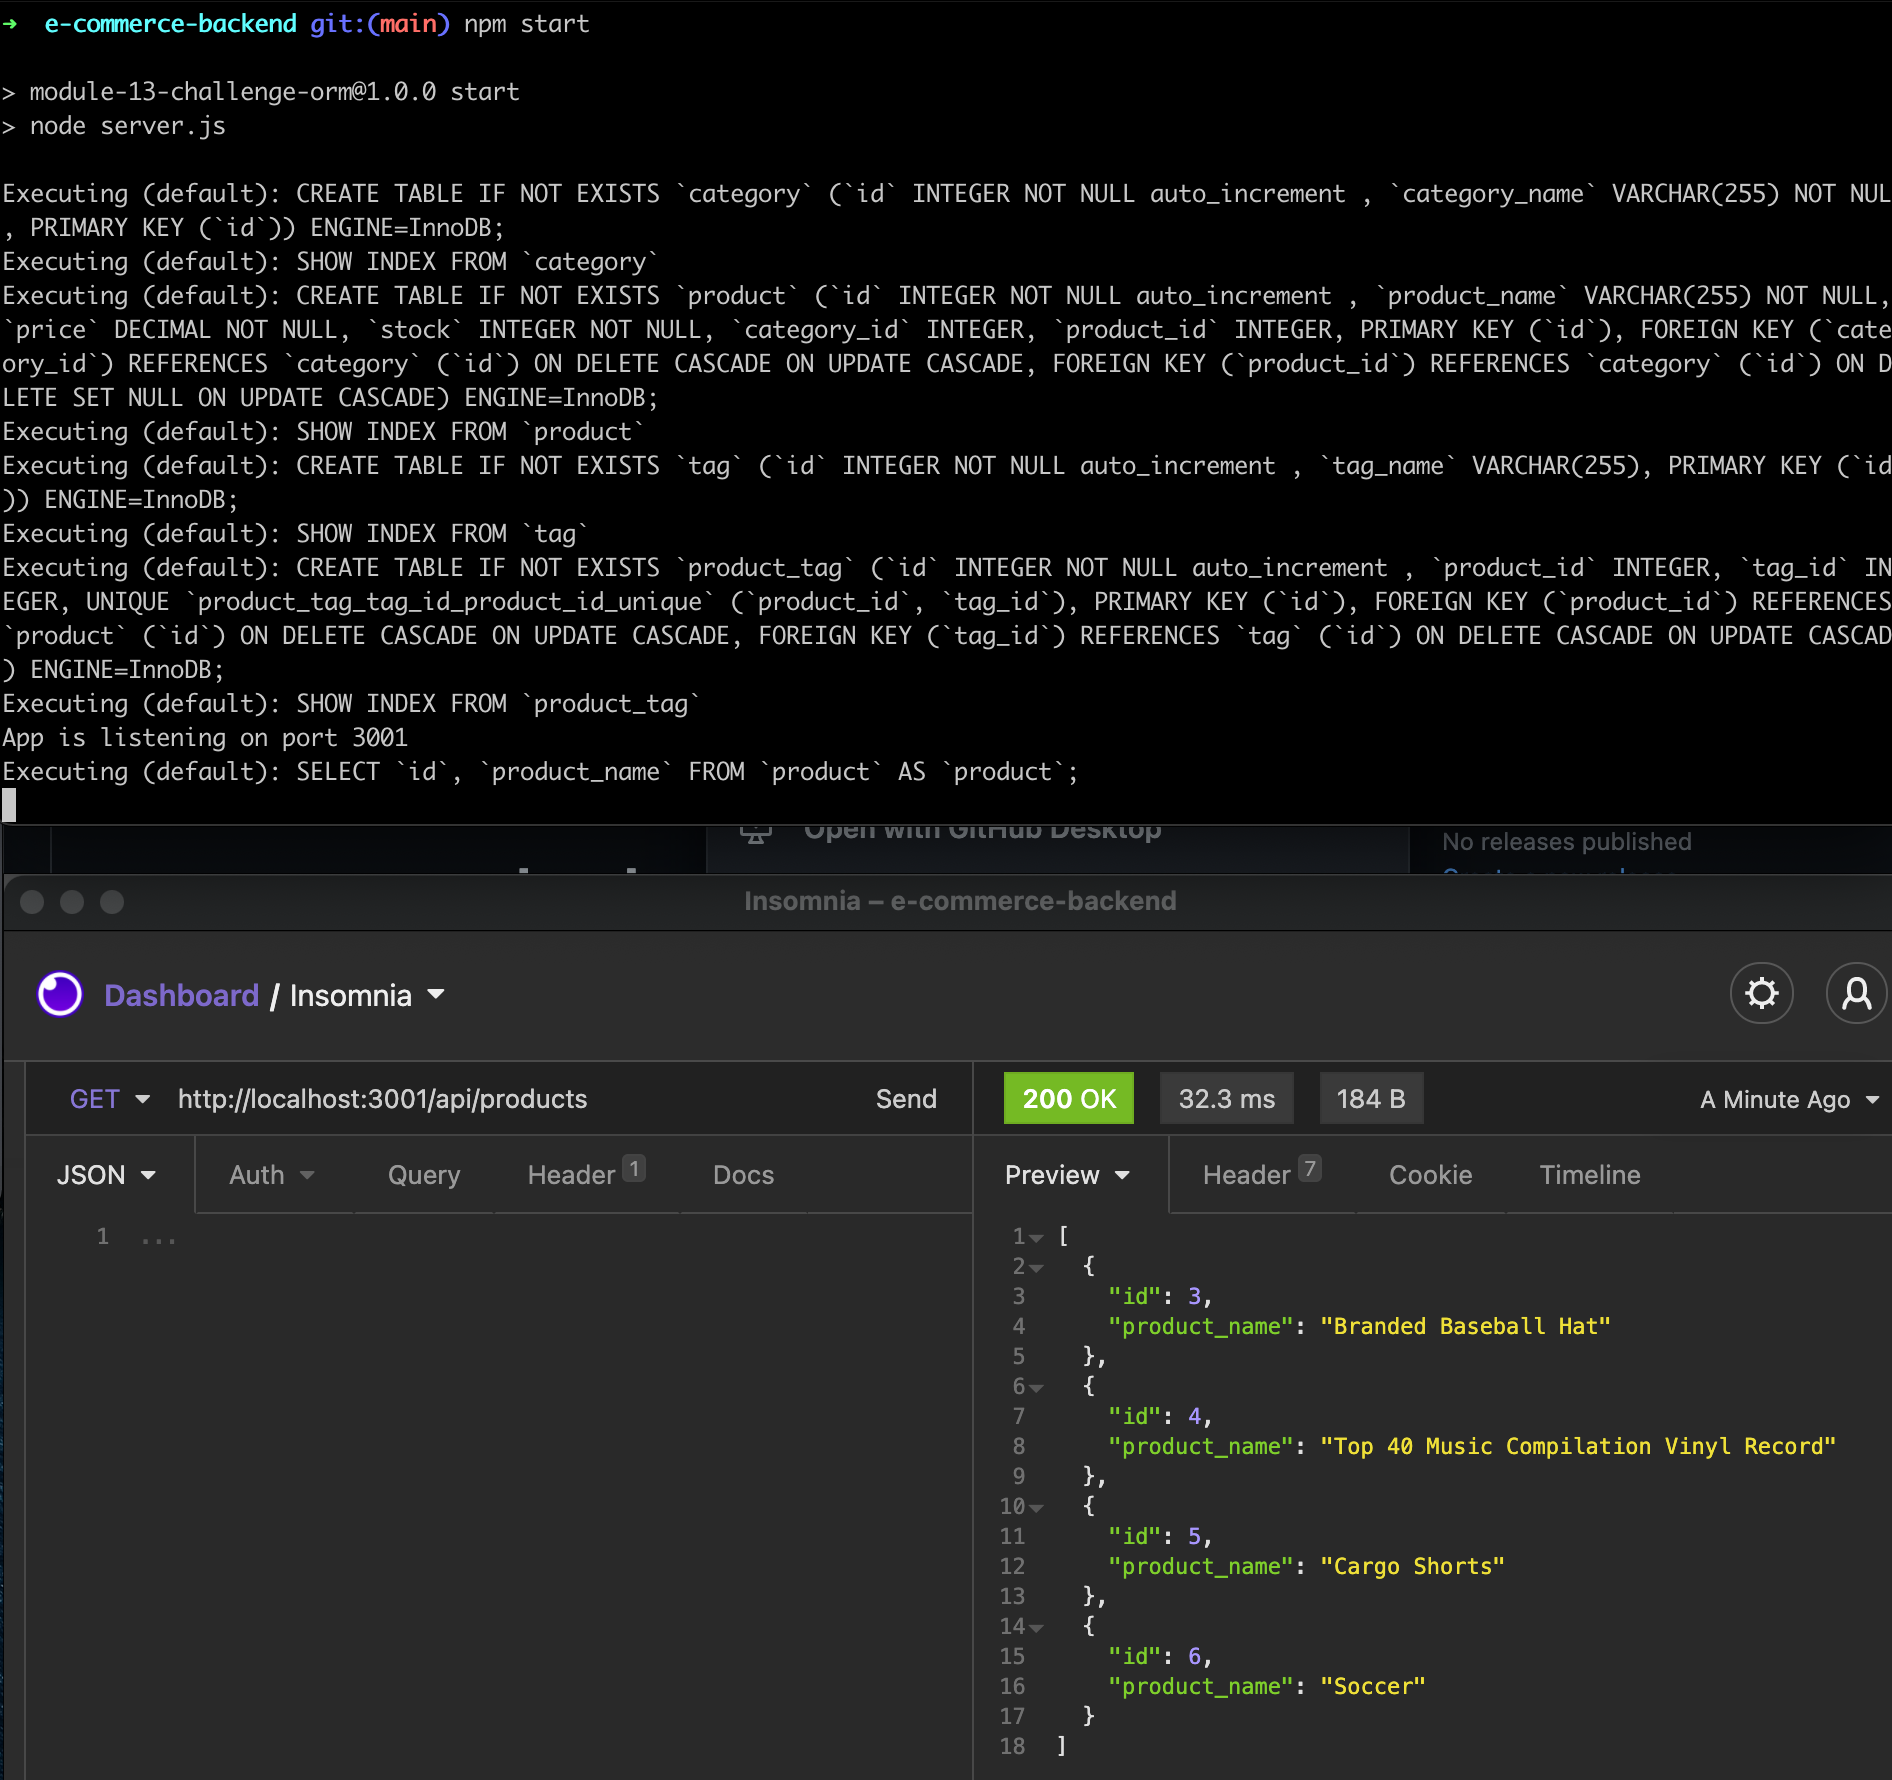 → e-commerce-backend git:(main) npm start
> module-13-challenge-orm@1.0.0 start
> node server.js
Executing (default): CREATE TABLE IF NOT EXISTS `category` (`id` INTEGER NOT NULL auto_increment , `category_name` VARCHAR(255) NOT NUL
, PRIMARY KEY (`id`)) ENGINE=InnoDB;
Executing (default): SHOW INDEX FROM `category`
Executing (default): CREATE TABLE IF NOT EXISTS `product` (`id` INTEGER NOT NULL auto_increment , `product_name` VARCHAR(255) NOT NULL,
`price` DECIMAL NOT NULL, `stock` INTEGER NOT NULL, `category_id` INTEGER, `product_id` INTEGER, PRIMARY KEY (`id`), FOREIGN KEY (`cate
ory_id`) REFERENCES `category` (`id`) ON DELETE CASCADE ON UPDATE CASCADE, FOREIGN KEY (`product_id`) REFERENCES `category` (`id`) ON D
LETE SET NULL ON UPDATE CASCADE) ENGINE=InnoDB;
Executing (default): SHOW INDEX FROM `product`
Executing (default): CREATE TABLE IF NOT EXISTS `tag` (`id` INTEGER NOT NULL auto_increment , `tag_name` VARCHAR(255), PRIMARY KEY (`id
)) ENGINE=InnoDB;
Executing (default): SHOW INDEX FROM `tag`
Executing (default): CREATE TABLE IF NOT EXISTS `product_tag` (`id` INTEGER NOT NULL auto_increment , `product_id` INTEGER, `tag_id` IN
EGER, UNIQUE `product_tag_tag_id_product_id_unique` (`product_id`, `tag_id`), PRIMARY KEY (`id`), FOREIGN KEY (`product_id`) REFERENCES
`product` (`id`) ON DELETE CASCADE ON UPDATE CASCADE, FOREIGN KEY (`tag_id`) REFERENCES `tag` (`id`) ON DELETE CASCADE ON UPDATE CASCAD
) ENGINE=InnoDB;
Executing (default): SHOW INDEX FROM `product_tag`
App is listening on port 3001
Executing (default): SELECT `id`, `product_name` FROM `product` AS `product`;
Open with GitHub Desktop
No releases published
Insomnia – e-commerce-backend
Dashboard / Insomnia
GET http://localhost:3001/api/products Send
200 OK 32.3 ms 184 B A Minute Ago
JSON Auth Query Header 1 Docs
Preview Header 7 Cookie Timeline
1 ...
1 [
2 {
3 "id": 3,
4 "product_name": "Branded Baseball Hat"
5 },
6 {
7 "id": 4,
8 "product_name": "Top 40 Music Compilation Vinyl Record"
9 },
10 {
11 "id": 5,
12 "product_name": "Cargo Shorts"
13 },
14 {
15 "id": 6,
16 "product_name": "Soccer"
17 }
18 ]